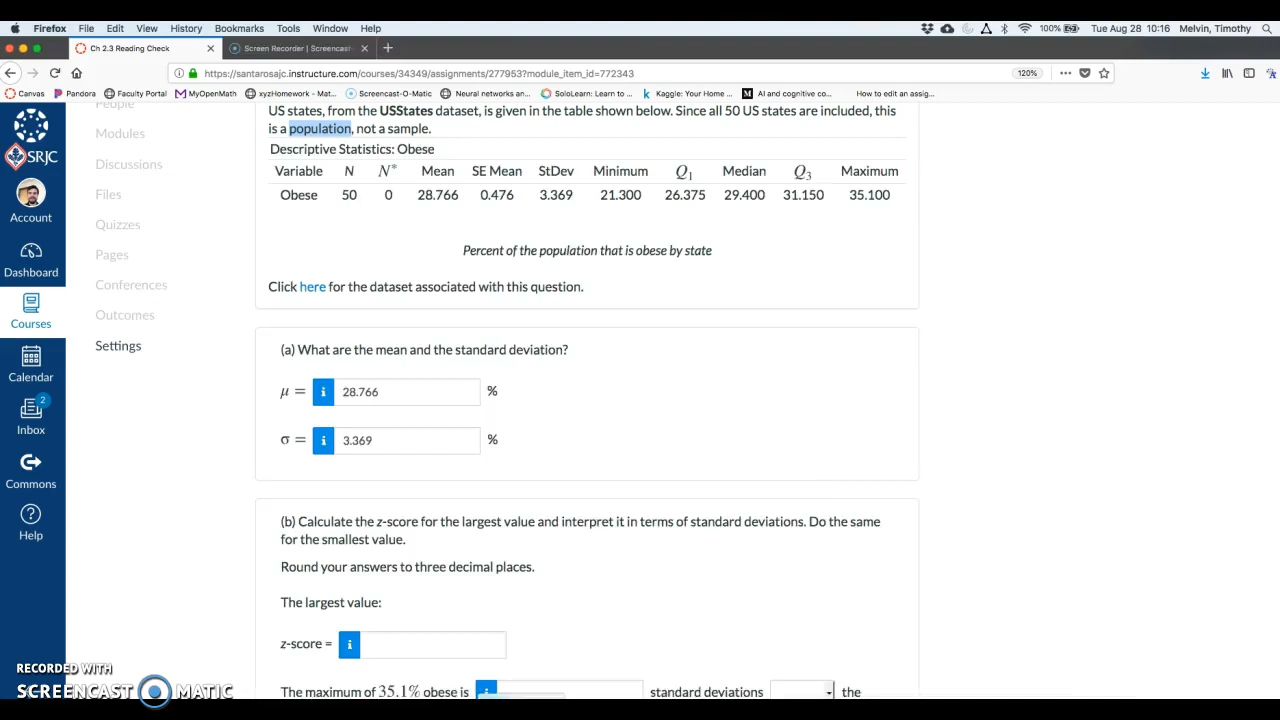 Firefox File Edit View History Bookmarks Tools Window Help 100% Tue Aug 28 10:16 Melvin, Timothy
Ch 2.3 Reading Check Screen Recorder | Screencast-
https://santarosajc.instructure.com/courses/34349/assignments/277953?module_item_id=772343 120%
Canvas Pandora Faculty Portal MyOpenMath xyzHomework - Mat... Screencast-O-Matic Neural networks an... SoloLearn: Learn to ... Kaggle: Your Home ... AI and cognitive co... How to edit an assig...
SRJC
Account
Dashboard
Courses
Calendar
2
Inbox
Commons
Help
People
Modules
Discussions
Files
Quizzes
Pages
Conferences
Outcomes
Settings
US states, from the USStates dataset, is given in the table shown below. Since all 50 US states are included, this
is a population, not a sample.
Descriptive Statistics: Obese
Variable N N* Mean SE Mean StDev Minimum Q1 Median Q3 Maximum
Obese 50 0 28.766 0.476 3.369 21.300 26.375 29.400 31.150 35.100
Percent of the population that is obese by state
Click here for the dataset associated with this question.
(a) What are the mean and the standard deviation?
μ = i 28.766 %
σ = i 3.369 %
(b) Calculate the z-score for the largest value and interpret it in terms of standard deviations. Do the same
for the smallest value.
Round your answers to three decimal places.
The largest value:
z-score = i
The maximum of 35.1% obese is i standard deviations the
RECORDED WITH
SCREENCAST MATIC